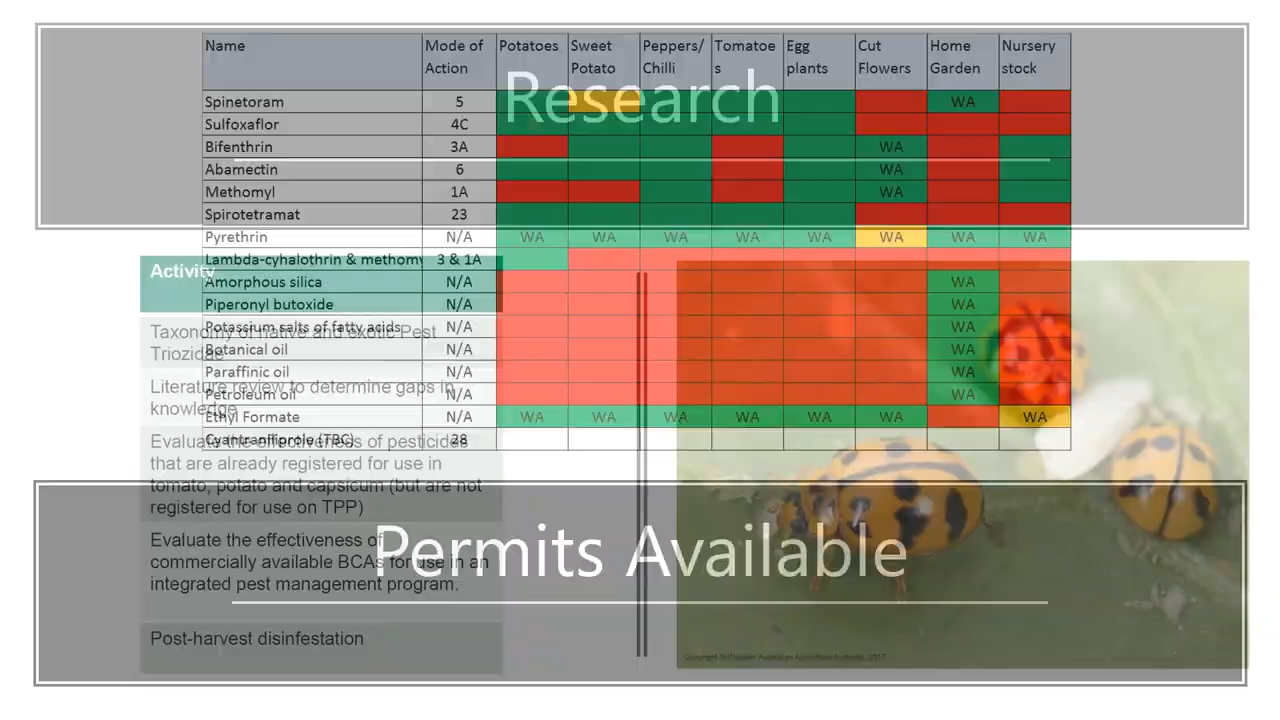 Name Mode of Action Potatoes Sweet Potato Peppers/ Chilli Tomatoe s Egg plants Cut Flowers Home Garden Nursery stock
Research
Spinetoram 5 WA
Sulfoxaflor 4C
Bifenthrin 3A WA
Abamectin 6 WA
Methomyl 1A WA
Spirotetramat 23
Pyrethrin N/A WA WA WA WA WA WA WA WA
Lambda-cyhalothrin & methomy 3 & 1A
Amorphous silica N/A WA
Piperonyl butoxide N/A WA
Potassium salts of fatty acids N/A WA
Botanical oil N/A WA
Paraffinic oil N/A WA
Petroleum oil N/A WA
Ethyl Formate N/A WA WA WA WA WA WA WA
Cyantraniliprole (TBC) 28
Activity
Taxonomy of native and exotic Pest
Triozidae
Literature review to determine gaps in
knowledge
Evaluate the effectiveness of pesticides
that are already registered for use in
tomato, potato and capsicum (but are not
registered for use on TPP)
Evaluate the effectiveness of
commercially available BCAs for use in an
integrated pest management program.
Post-harvest disinfestation
Permits Available